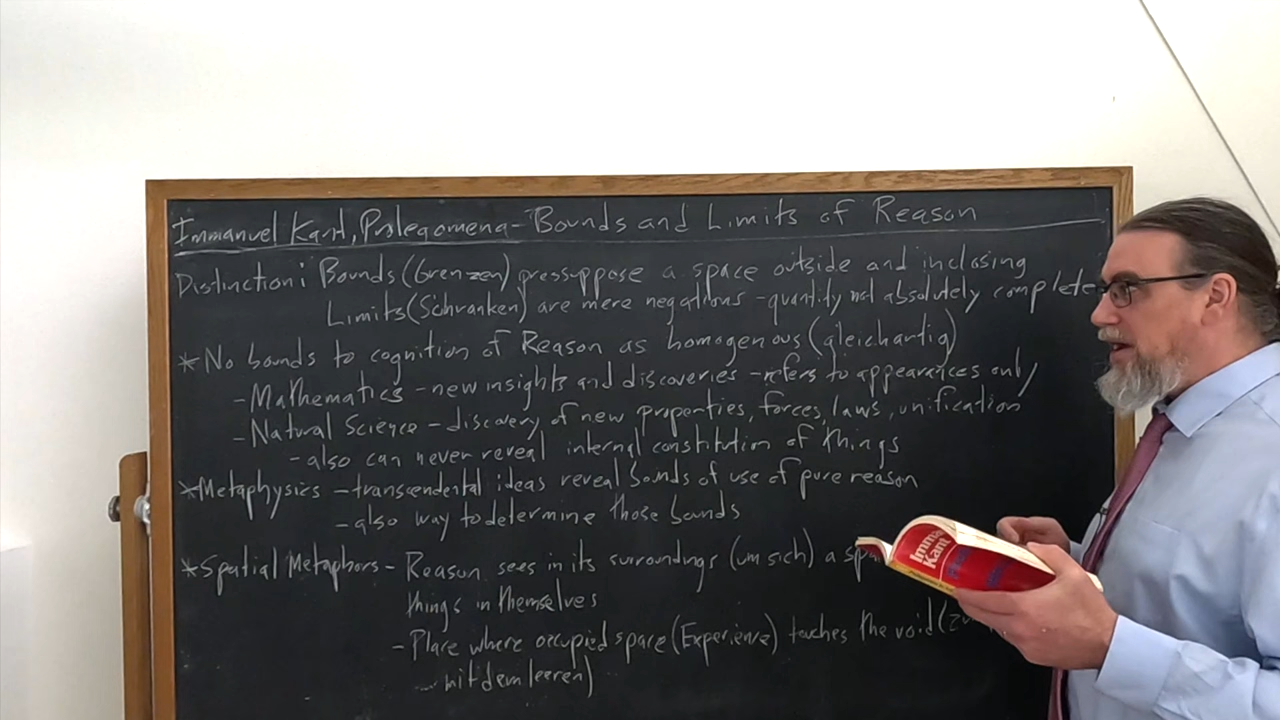 Immanuel Kant, Prolegomena - Bounds and Limits of Reason
Distinction: Bounds (Grenzen) pressuppose a space outside and inclosing
Limits (Schranken) are mere negations - quantity not absolutely complete
* No bounds to cognition of Reason as homogenous (gleichantig)
- Mathematics - new insights and discoveries - refers to appearances only
- Natural Science - discovery of new properties, forces, laws, unification
- also can never reveal internal constitution of things
* Metaphysics - transcendental ideas reveal bounds of use of pure reason
- also way to determine those bounds
* Spatial Metaphors - Reason sees in its surroundings (um sich) a
things in themselves
- Place where occupied space (Experience) touches the void
mit dem leeren)
Immanuel
Kant